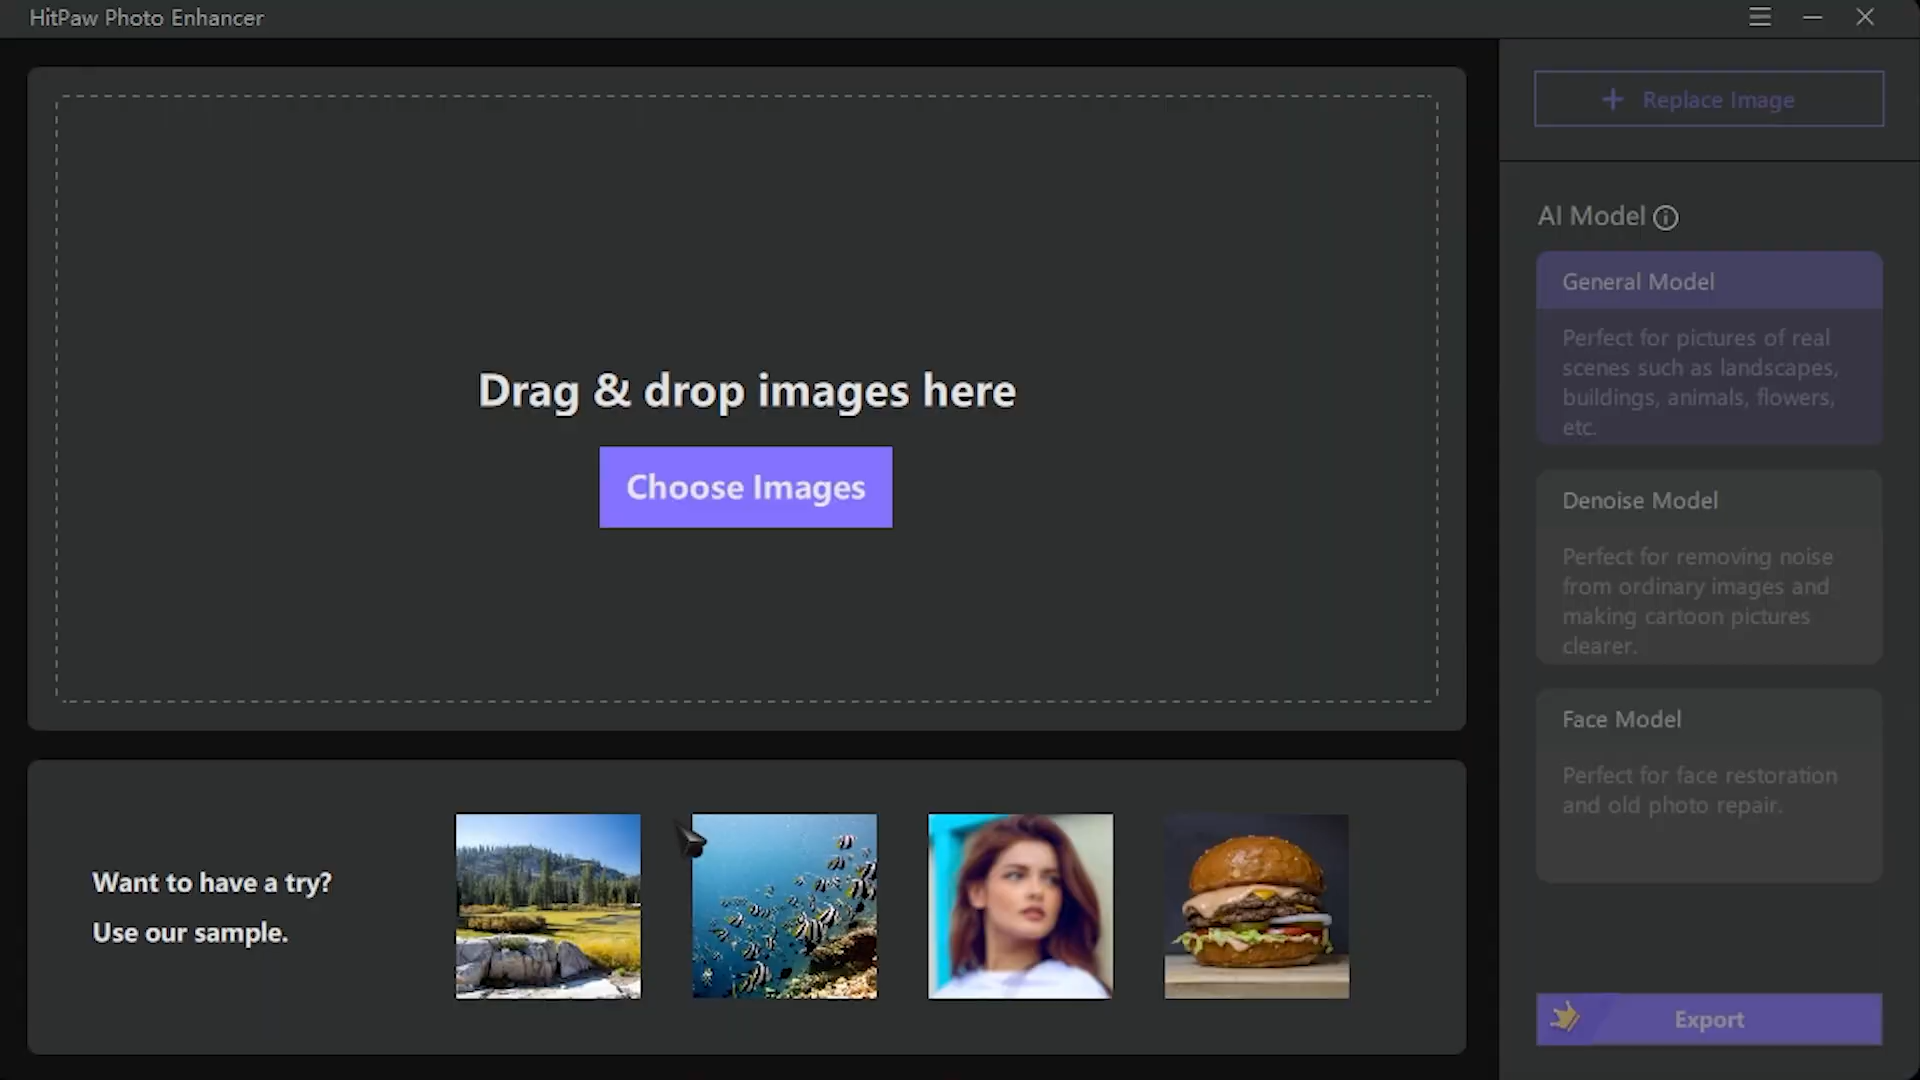 HitPaw Photo Enhancer
Drag & drop images here
Choose Images
Want to have a try?
Use our sample.
Replace Image
AI Model
General Model
Perfect for pictures of real
scenes such as landscapes,
buildings, animals, flowers,
etc.
Denoise Model
Perfect for removing noise
from ordinary images and
making cartoon pictures
clearer.
Face Model
Perfect for face restoration
and old photo repair.
Export